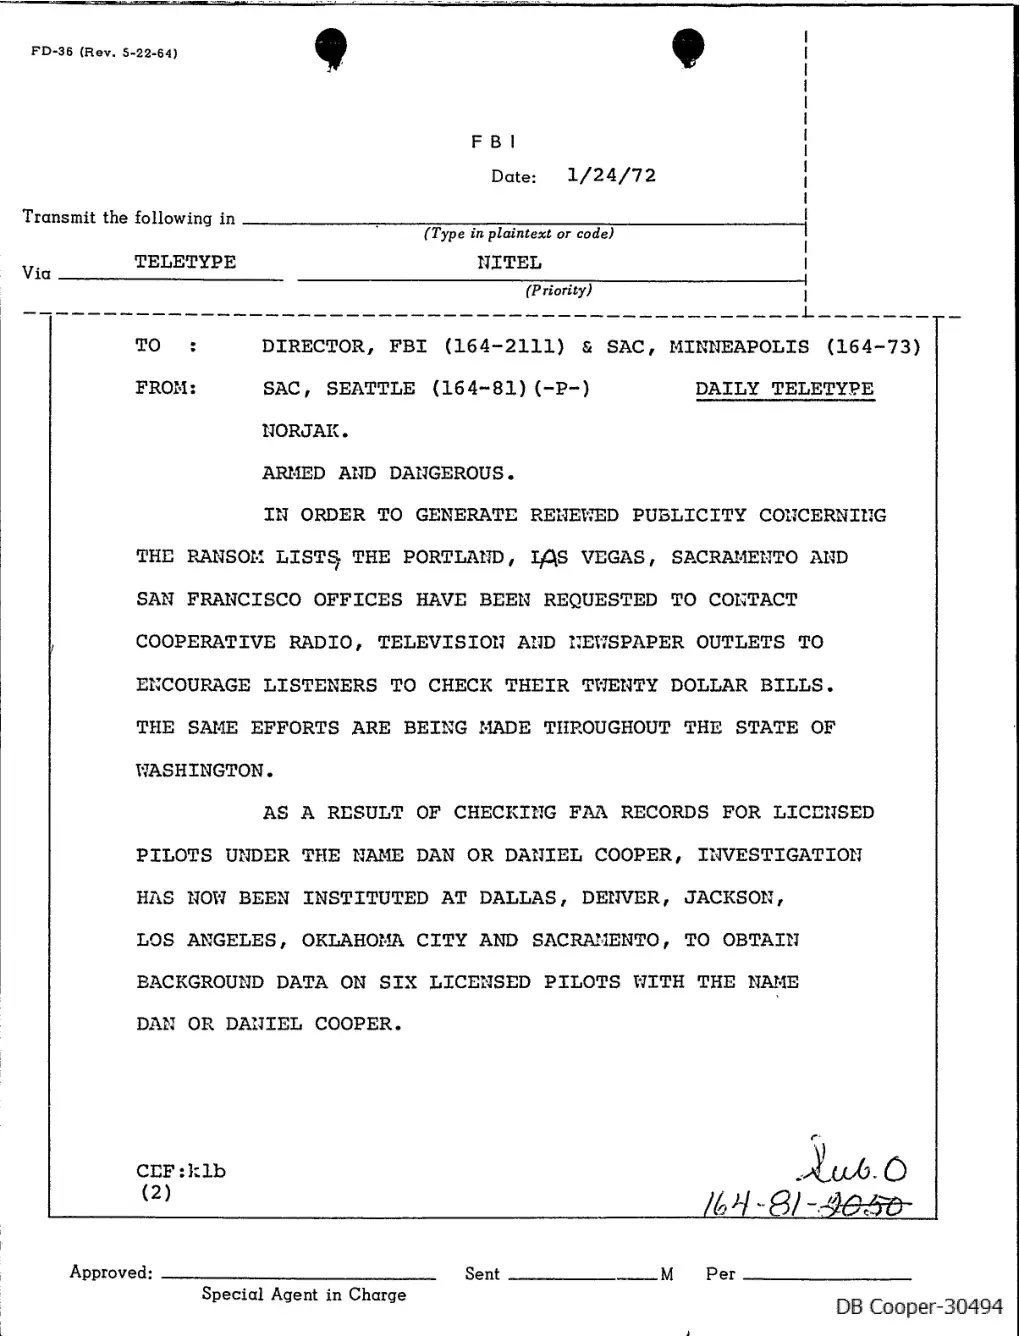 FD-36 (Rev. 5-22-64)
F B I
Date: 1/24/72
Transmit the following in
(Type in plaintext or code)
Via TELETYPE NITEL
(Priority)
TO : DIRECTOR, FBI (164-2111) & SAC, MINNEAPOLIS (164-73)
FROM: SAC, SEATTLE (164-81)(-P-) DAILY TELETYPE
NORJAK.
ARMED AND DANGEROUS.
IN ORDER TO GENERATE RENEWED PUBLICITY CONCERNING
THE RANSOM LISTS, THE PORTLAND, LAS VEGAS, SACRAMENTO AND
SAN FRANCISCO OFFICES HAVE BEEN REQUESTED TO CONTACT
COOPERATIVE RADIO, TELEVISION AND NEWSPAPER OUTLETS TO
ENCOURAGE LISTENERS TO CHECK THEIR TWENTY DOLLAR BILLS.
THE SAME EFFORTS ARE BEING MADE THROUGHOUT THE STATE OF
WASHINGTON.
AS A RESULT OF CHECKING FAA RECORDS FOR LICENSED
PILOTS UNDER THE NAME DAN OR DANIEL COOPER, INVESTIGATION
HAS NOW BEEN INSTITUTED AT DALLAS, DENVER, JACKSON,
LOS ANGELES, OKLAHOMA CITY AND SACRAMENTO, TO OBTAIN
BACKGROUND DATA ON SIX LICENSED PILOTS WITH THE NAME
DAN OR DANIEL COOPER.
CEF:klb
(2)
Sub. O
164-81-2050
Approved: Sent M Per
Special Agent in Charge
DB Cooper-30494